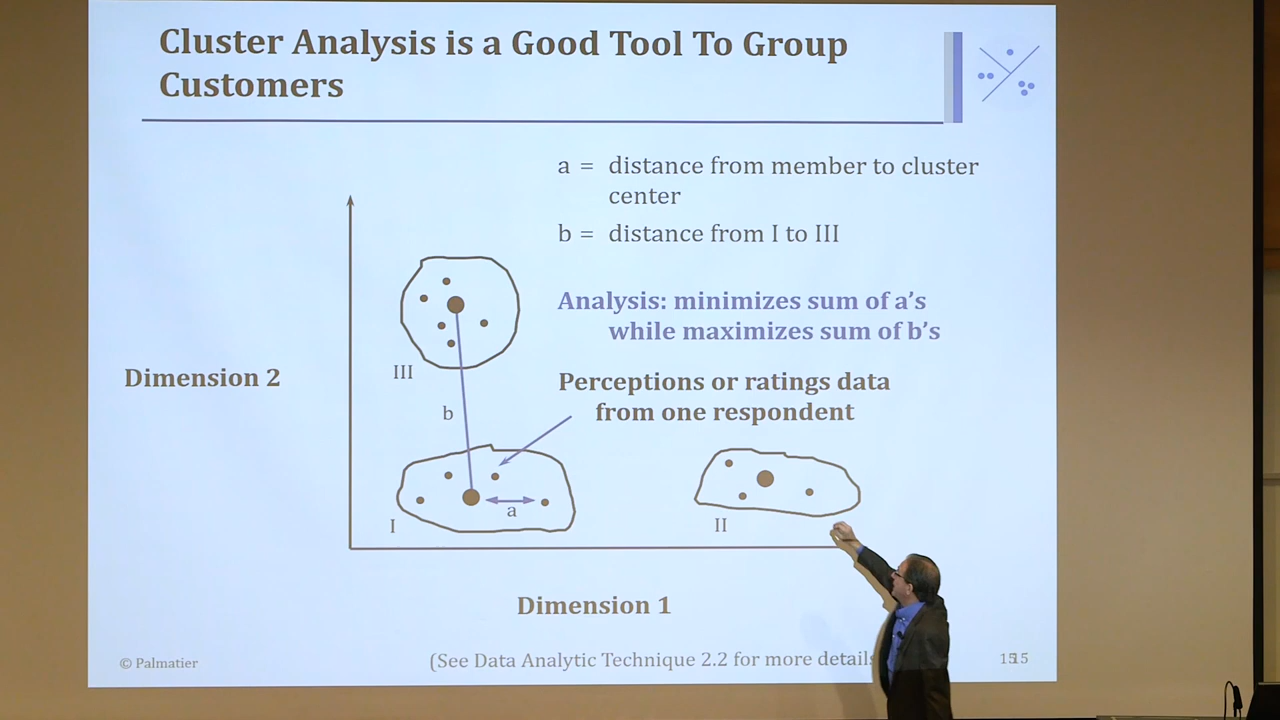 Cluster Analysis is a Good Tool To Group
Customers
a = distance from member to cluster
center
b = distance from I to III
Analysis: minimizes sum of a's
while maximizes sum of b's
Perceptions or ratings data
from one respondent
Dimension 2
III
b
a
I
II
Dimension 1
© Palmatier
(See Data Analytic Technique 2.2 for more details